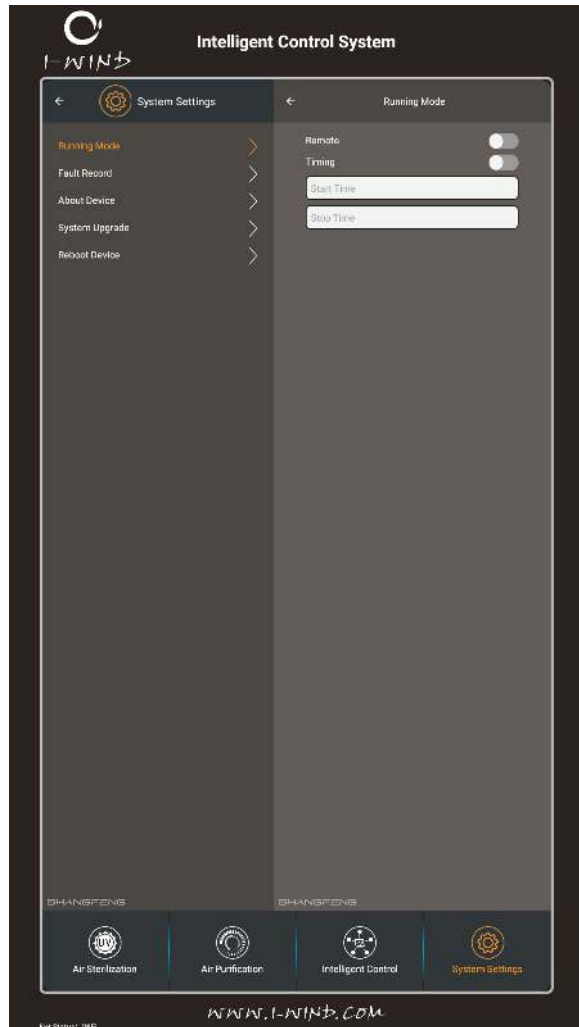 I-WIND
Intelligent Control System
System Settings
Running Mode
Running Mode
Fault Record
About Device
System Upgrade
Reboot Device
Remote
Timing
Start Time
Stop Time
SHANGFENG
SHANGFENG
UV
Air Sterilization
Air Purification
Intelligent Control
System Settings
WWW.I-WIND.COM